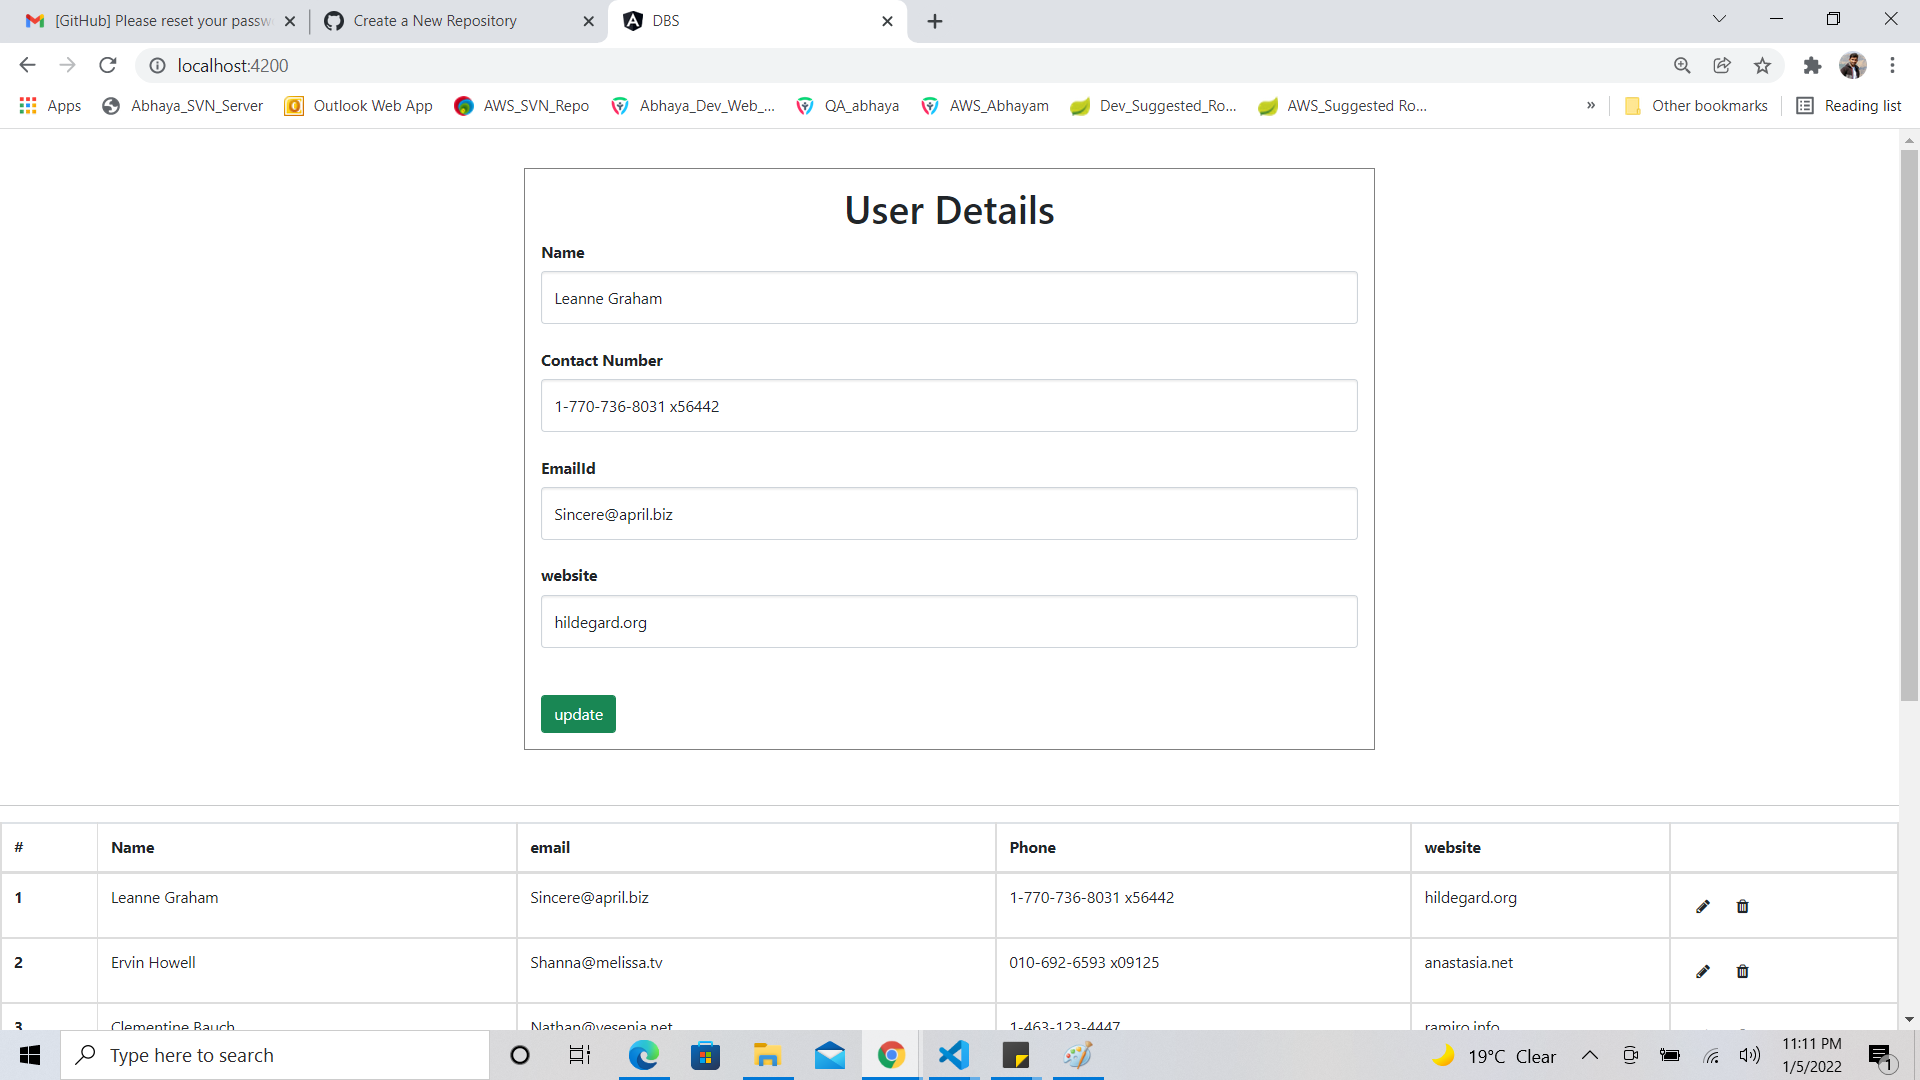 [GitHub] Please reset your passw
Create a New Repository
DBS
localhost:4200
Apps
Abhaya_SVN_Server
Outlook Web App
AWS_SVN_Repo
Abhaya_Dev_Web_...
QA_abhaya
AWS_Abhayam
Dev_Suggested_Ro...
AWS_Suggested Ro...
»
Other bookmarks
Reading list
User Details
Name
Leanne Graham
Contact Number
1-770-736-8031 x56442
EmailId
Sincere@april.biz
website
hildegard.org
update
# Name email Phone website
1 Leanne Graham Sincere@april.biz 1-770-736-8031 x56442 hildegard.org
2 Ervin Howell Shanna@melissa.tv 010-692-6593 x09125 anastasia.net
3 Clementine Bauch Nathan@yesenia.net 1-463-123-4447 ramiro.info
Type here to search
19°C Clear
11:11 PM
1/5/2022
1